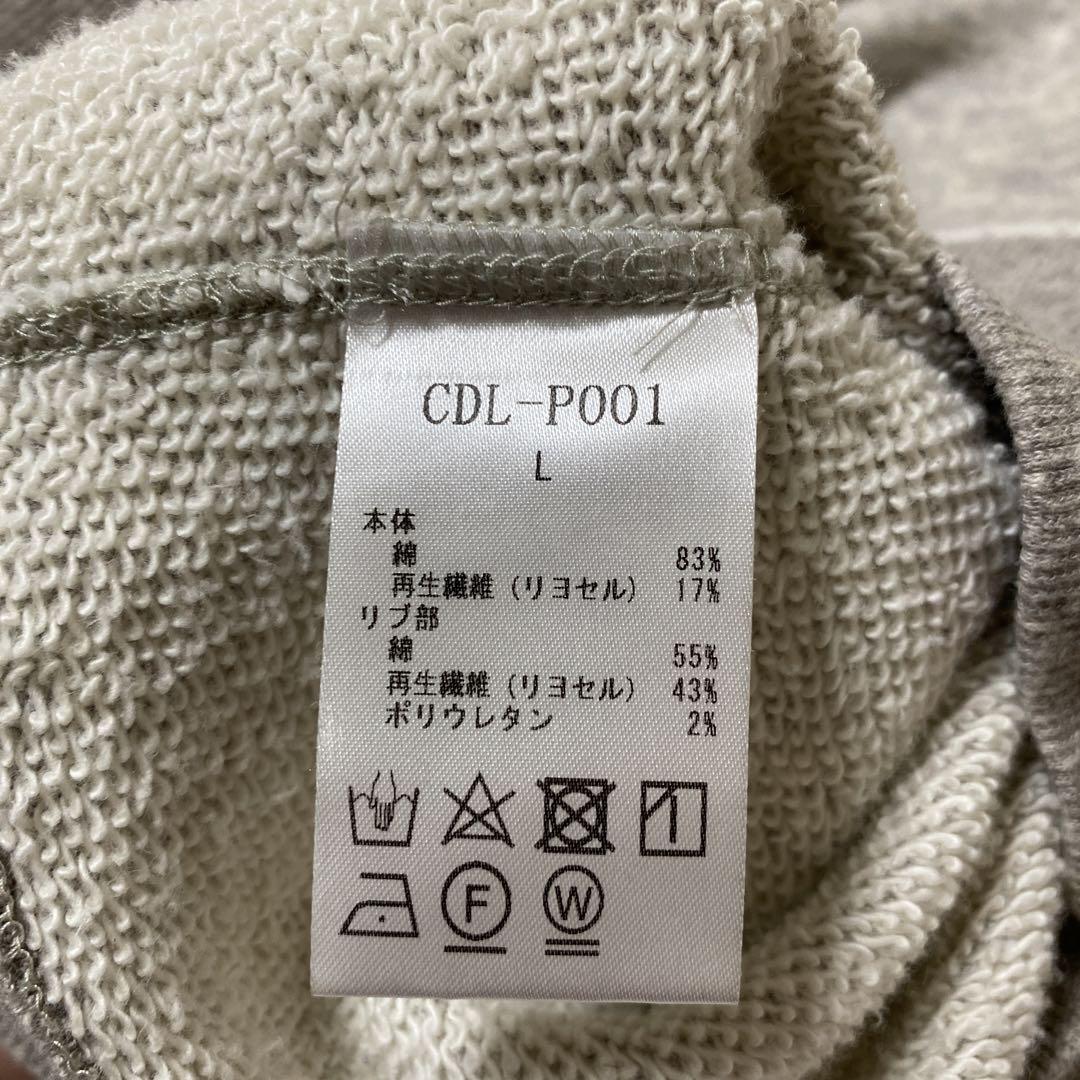 CDL-P001
L
本体
綿 83%
再生繊維(リヨセル) 17%
リブ部
綿 55%
再生繊維(リヨセル) 43%
ポリウレタン 2%
F W